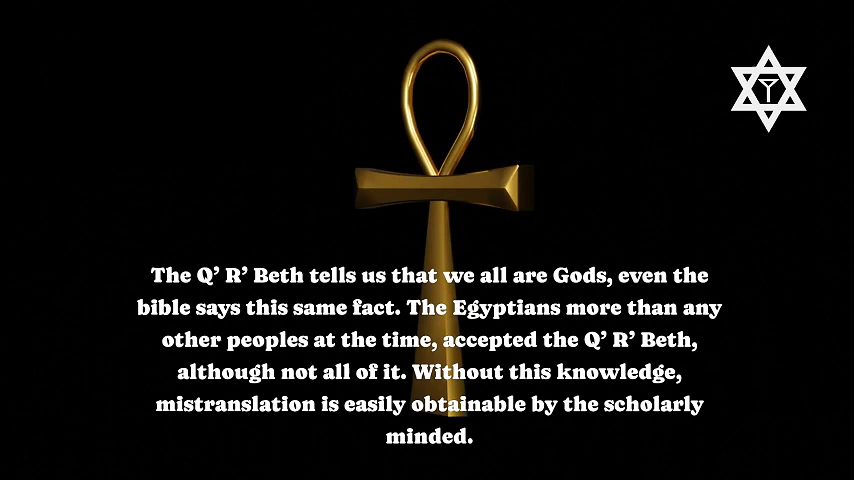 The Q’ R’ Beth tells us that we all are Gods, even the
bible says this same fact. The Egyptians more than any
other peoples at the time, accepted the Q’ R’ Beth,
although not all of it. Without this knowledge,
mistranslation is easily obtainable by the scholarly
minded.